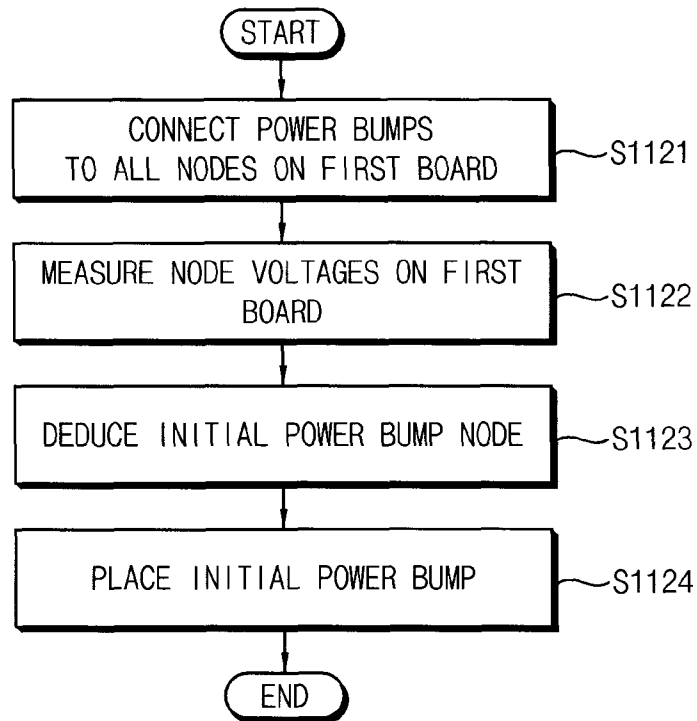 START
CONNECT POWER BUMPS
TO ALL NODES ON FIRST BOARD
S1121
MEASURE NODE VOLTAGES ON FIRST
BOARD
S1122
DEDUCE INITIAL POWER BUMP NODE
S1123
PLACE INITIAL POWER BUMP
S1124
END